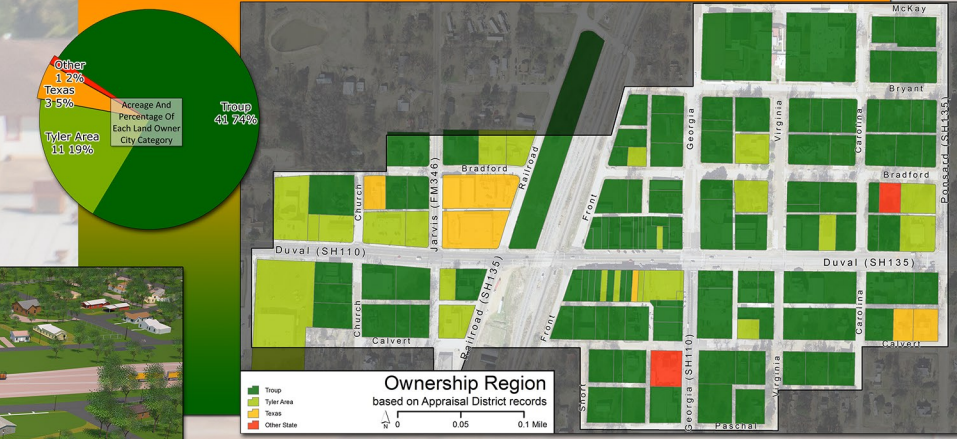 Other
1 2%
Texas
3 5%
Tyler Area
11 19%
Troup
41 74%
Acreage And
Percentage Of
Each Land Owner
City Category
McKay
Bryant
Georgia
Virginia
Carolina
Ponsard (SH135)
Bradford
Bradford
Church
Jarvis (FM346)
Railroad
Front
Duval (SH110)
Duval (SH135)
Church
Calvert
Railroad (SH135)
Front
Short
Georgia (SH110)
Virginia
Carolina
Calvert
Paschal
Ownership Region
based on Appraisal District records
Troup
Tyler Area
Texas
Other State
N
0 0.05 0.1 Mile